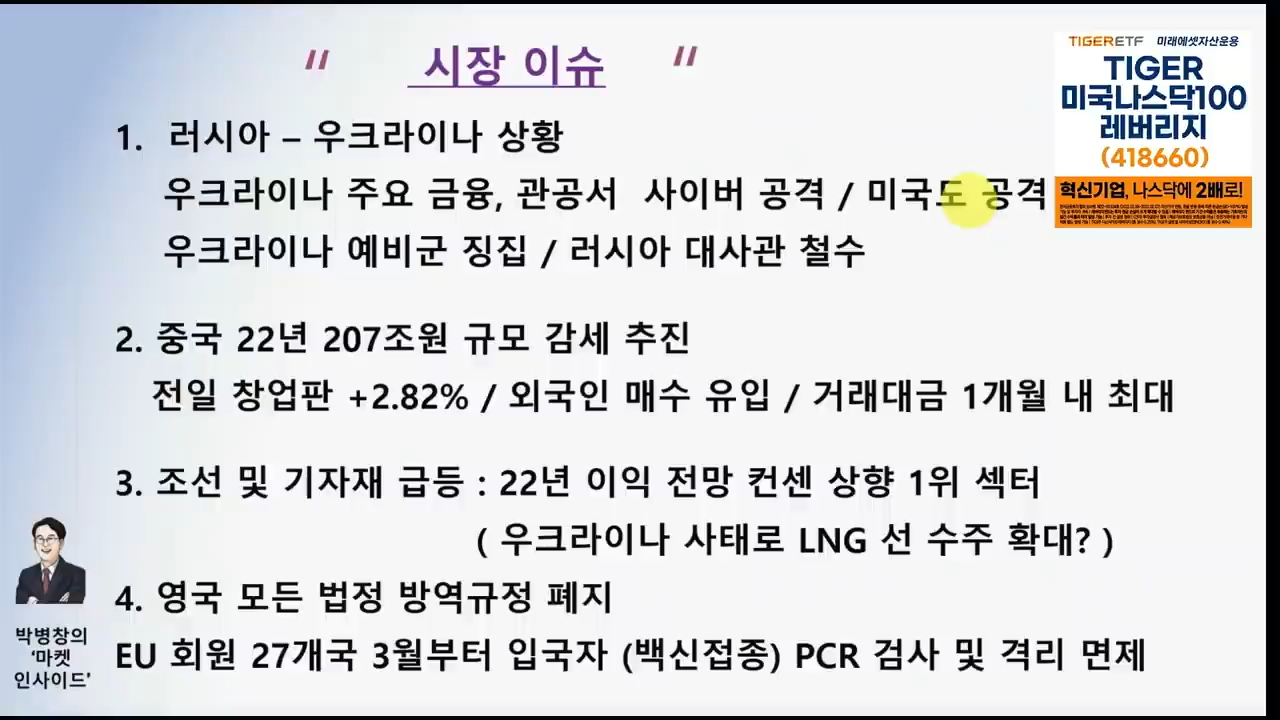 " 시장 이슈 "
TIGER ETF 미래에셋자산운용
TIGER
미국나스닥100
레버리지
(418660)
혁신기업, 나스닥에 2배로!
1. 러시아 – 우크라이나 상황
우크라이나 주요 금융, 관공서 사이버 공격 / 미국도 공격
우크라이나 예비군 징집 / 러시아 대사관 철수
2. 중국 22년 207조원 규모 감세 추진
전일 창업판 +2.82% / 외국인 매수 유입 / 거래대금 1개월 내 최대
3. 조선 및 기자재 급등 : 22년 이익 전망 컨센 상향 1위 섹터
( 우크라이나 사태로 LNG 선 수주 확대? )
4. 영국 모든 법정 방역규정 폐지
EU 회원 27개국 3월부터 입국자 (백신접종) PCR 검사 및 격리 면제
박병창의
‘마켓
인사이드’